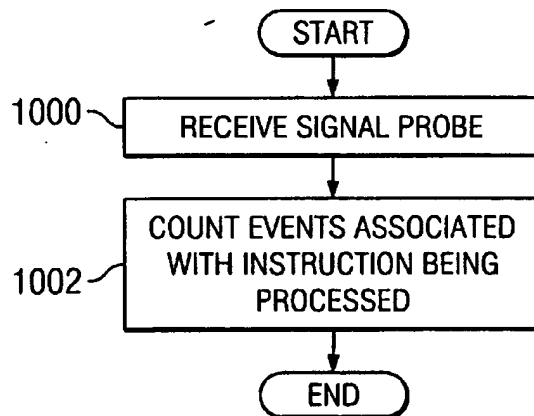 START
1000
RECEIVE SIGNAL PROBE
COUNT EVENTS ASSOCIATED
WITH INSTRUCTION BEING
1002
PROCESSED
END